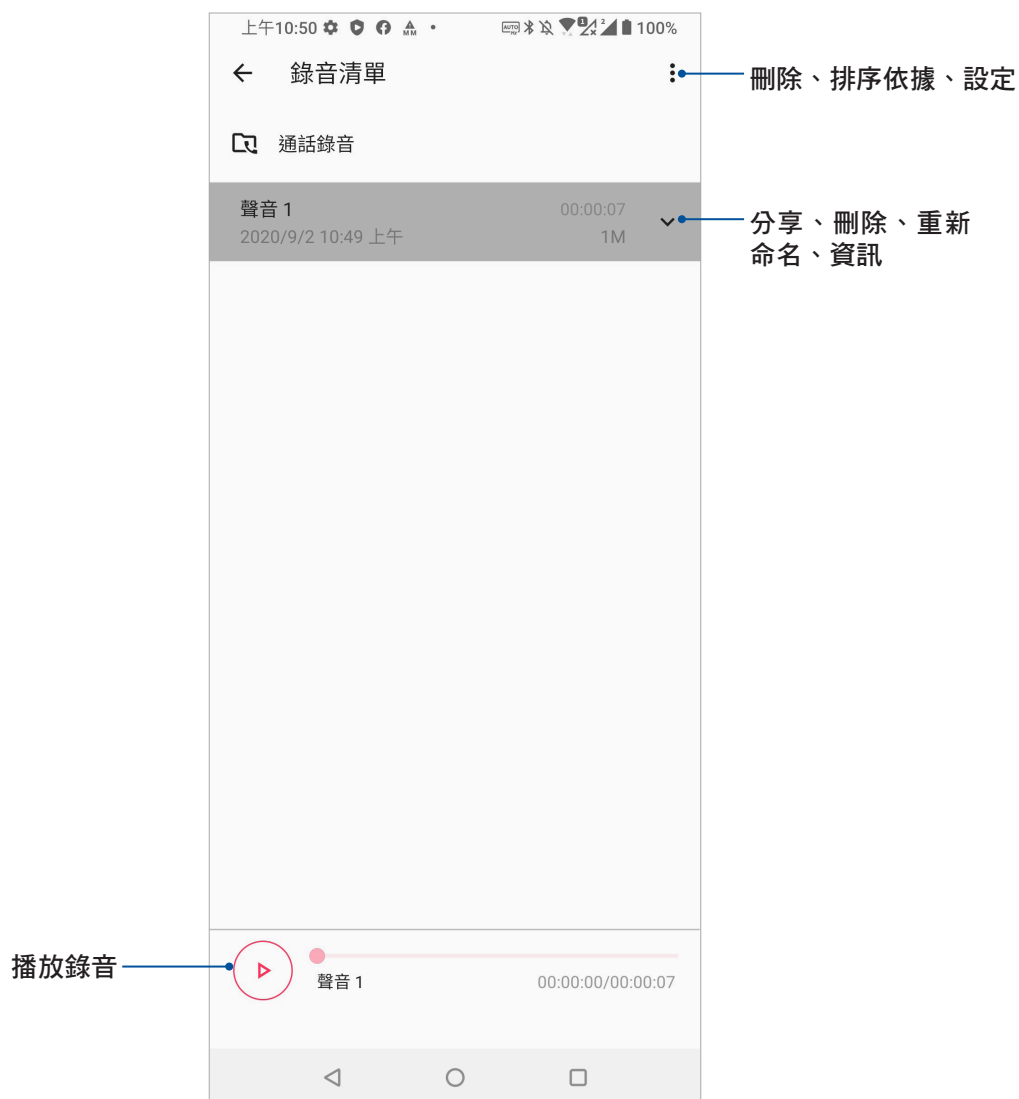 上午10:50 100%
錄音清單
刪除、排序依據、設定
通話錄音
聲音 1 00:00:07
2020/9/2 10:49 上午 1M
分享、刪除、重新
命名、資訊
播放錄音
聲音 1 00:00:00/00:00:07